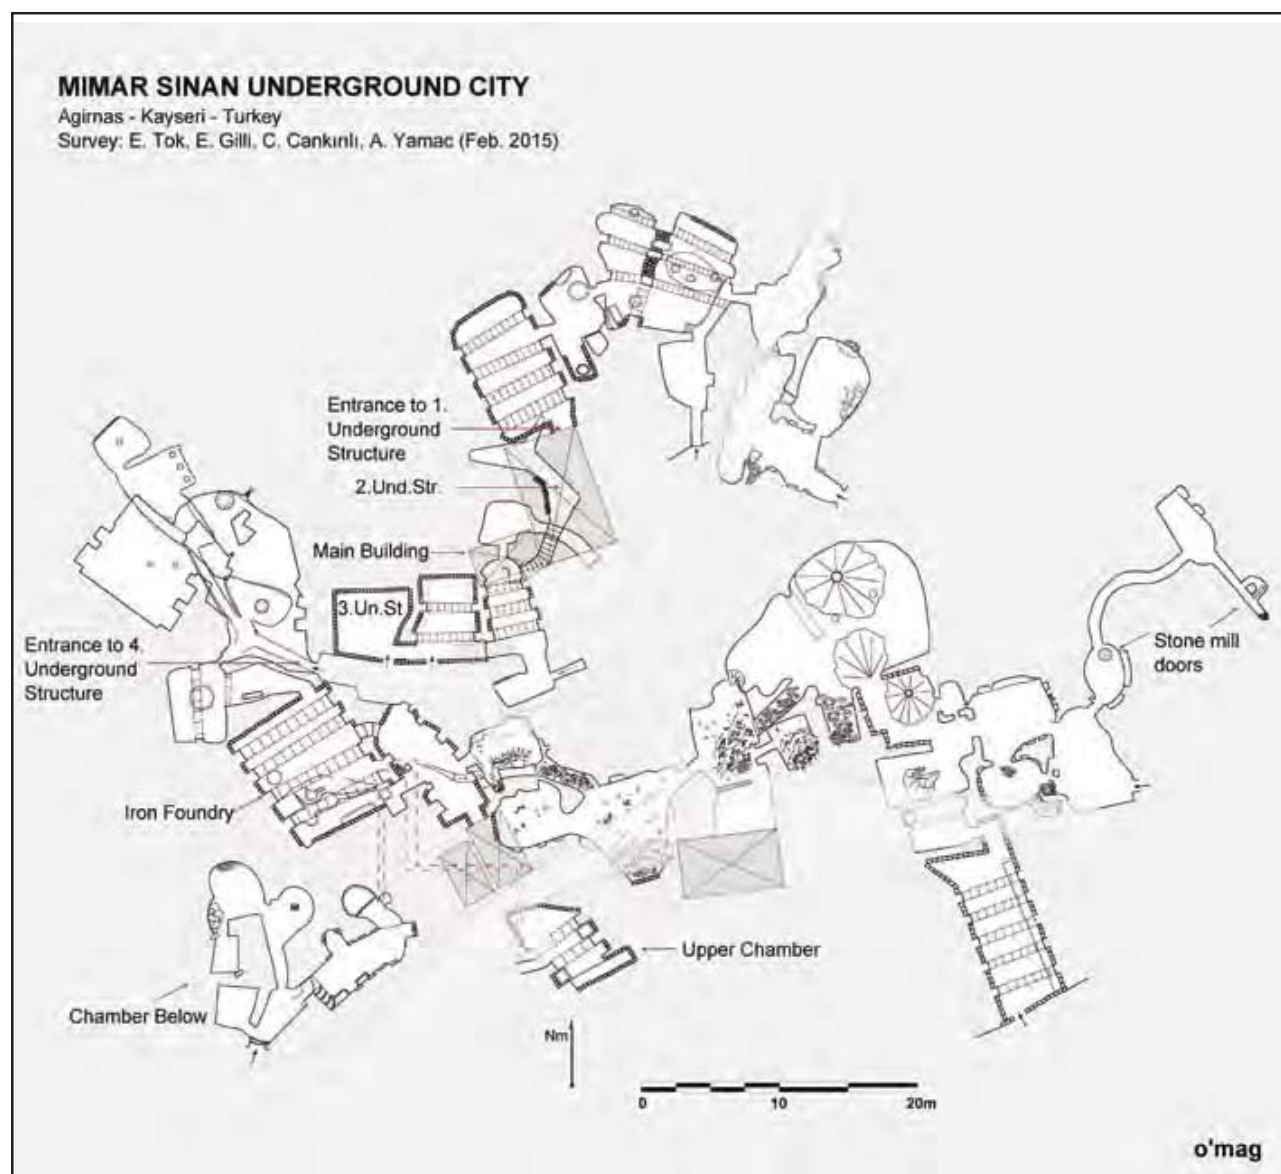 MIMAR SINAN UNDERGROUND CITY
Agirnas - Kayseri - Turkey
Survey: E. Tok, E. Gilli, C. Cankırılı, A. Yamac (Feb. 2015)
Entrance to 1.
Underground
Structure
2.Und.Str.
Main Building
3.Un.St
Entrance to 4.
Underground
Structure
Stone mill
doors
Iron Foundry
Upper Chamber
Chamber Below
Nm
0 10 20m
o'mag